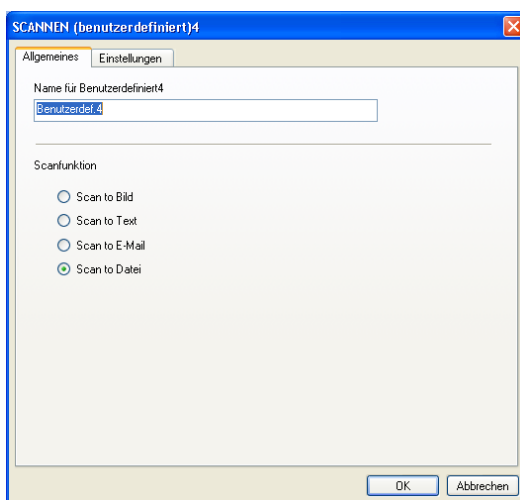 SCANNEN (benutzerdefiniert)4
Allgemeines Einstellungen
Name für Benutzerdefiniert4
Benutzerdef.4
Scanfunktion
Scan to Bild
Scan to Text
Scan to E-Mail
Scan to Datei
OK Abbrechen